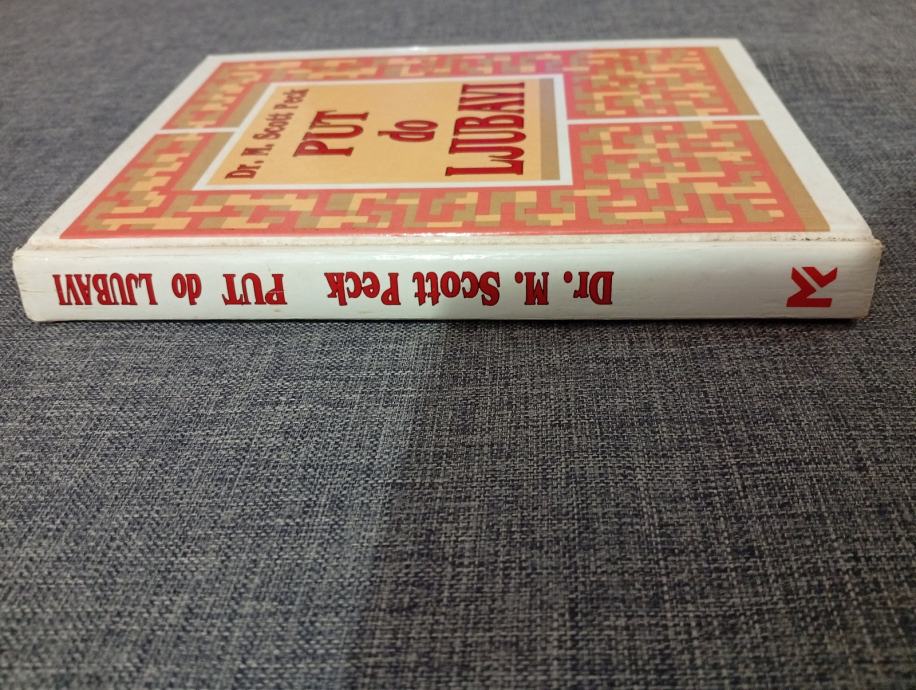 Dr. M. Scott Peck
PUT
do
LJUBAVI
Dr. M. Scott Peck PUT do LJUBAVI